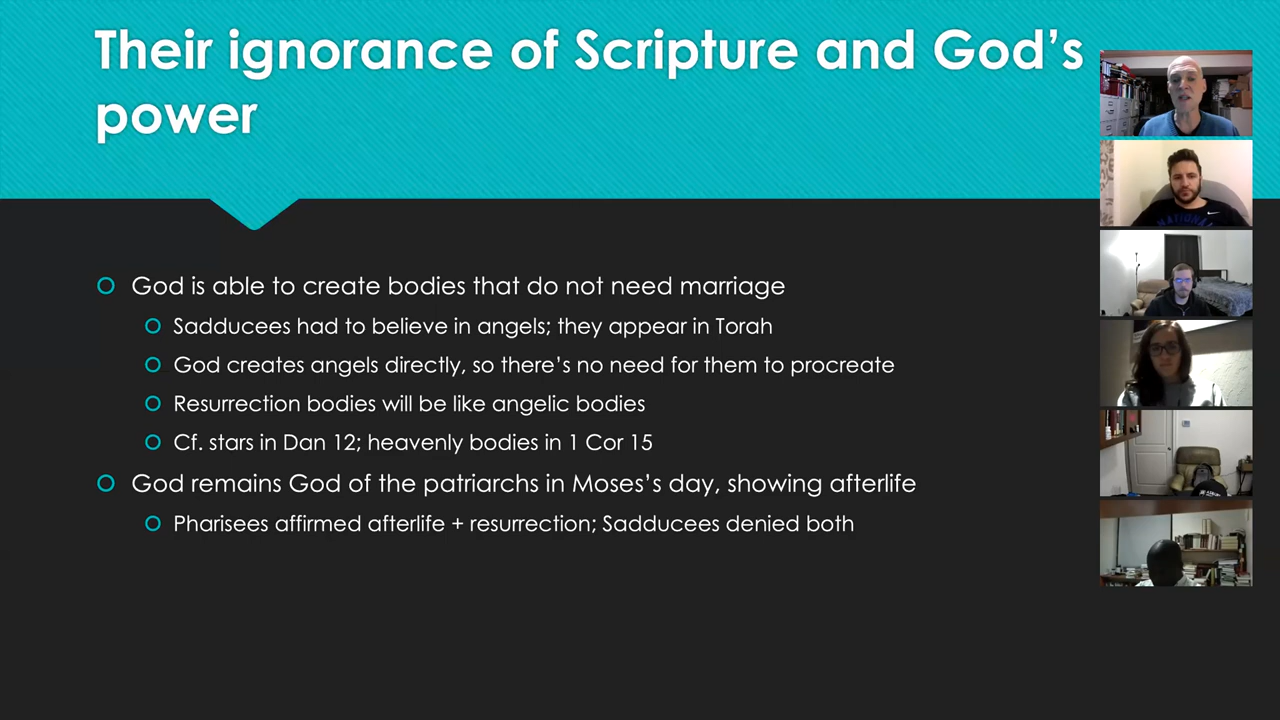 Their ignorance of Scripture and God’s
power
God is able to create bodies that do not need marriage
Sadducees had to believe in angels; they appear in Torah
God creates angels directly, so there’s no need for them to procreate
Resurrection bodies will be like angelic bodies
Cf. stars in Dan 12; heavenly bodies in 1 Cor 15
God remains God of the patriarchs in Moses’s day, showing afterlife
Pharisees affirmed afterlife + resurrection; Sadducees denied both